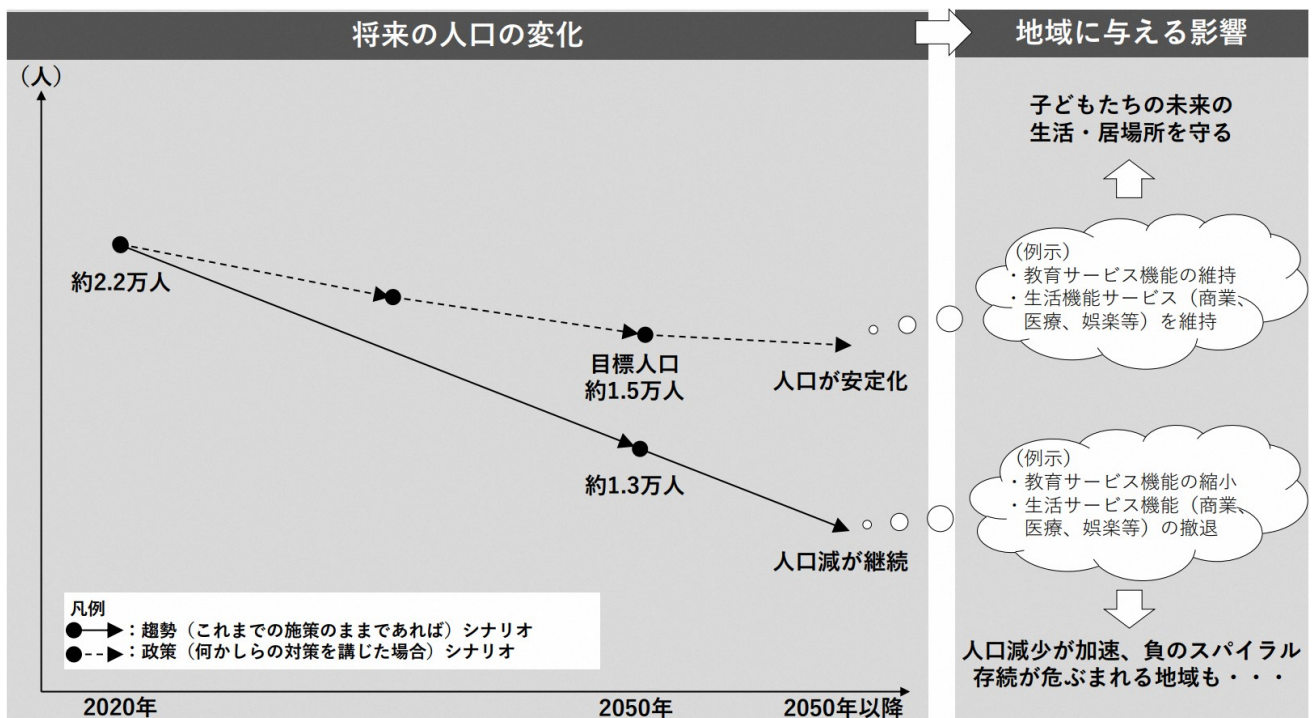 将来の人口の変化
地域に与える影響
（人）
約2.2万人
目標人口
約1.5万人
人口が安定化
約1.3万人
人口減が継続
凡例
：趨勢（これまでの施策のままであれば）シナリオ
：政策（何かしらの対策を講じた場合）シナリオ
2020年
2050年
2050年以降
子どもたちの未来の
生活・居場所を守る
（例示）
・教育サービス機能の維持
・生活機能サービス（商業、
医療、娯楽等）を維持
（例示）
・教育サービス機能の縮小
・生活サービス機能（商業、
医療、娯楽等）の撤退
人口減少が加速、負のスパイラル
存続が危ぶまれる地域も・・・